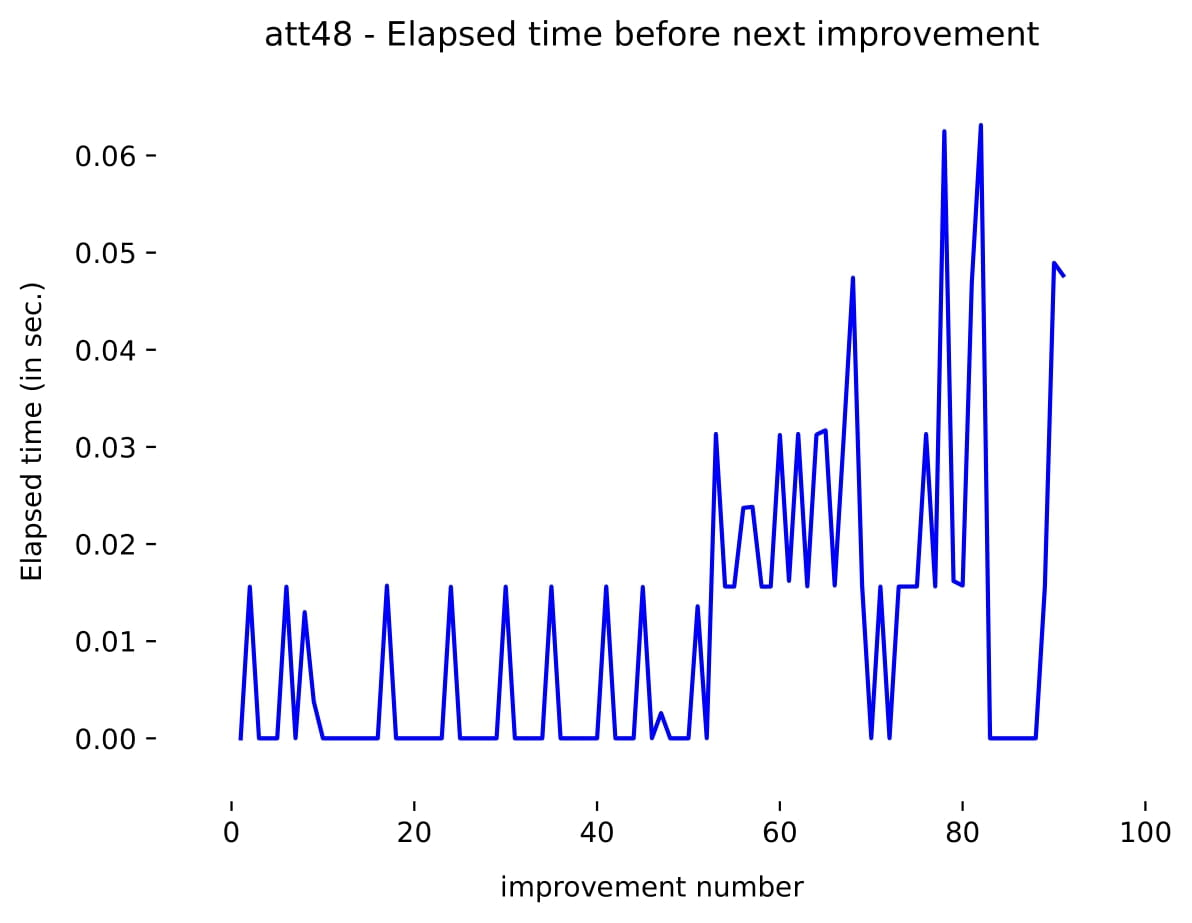 att48 - Elapsed time before next improvement
0.06
0.05
0.04
0.03
0.02
0.01
0.00
Elapsed time (in sec.)
0 20 40 60 80 100
improvement number